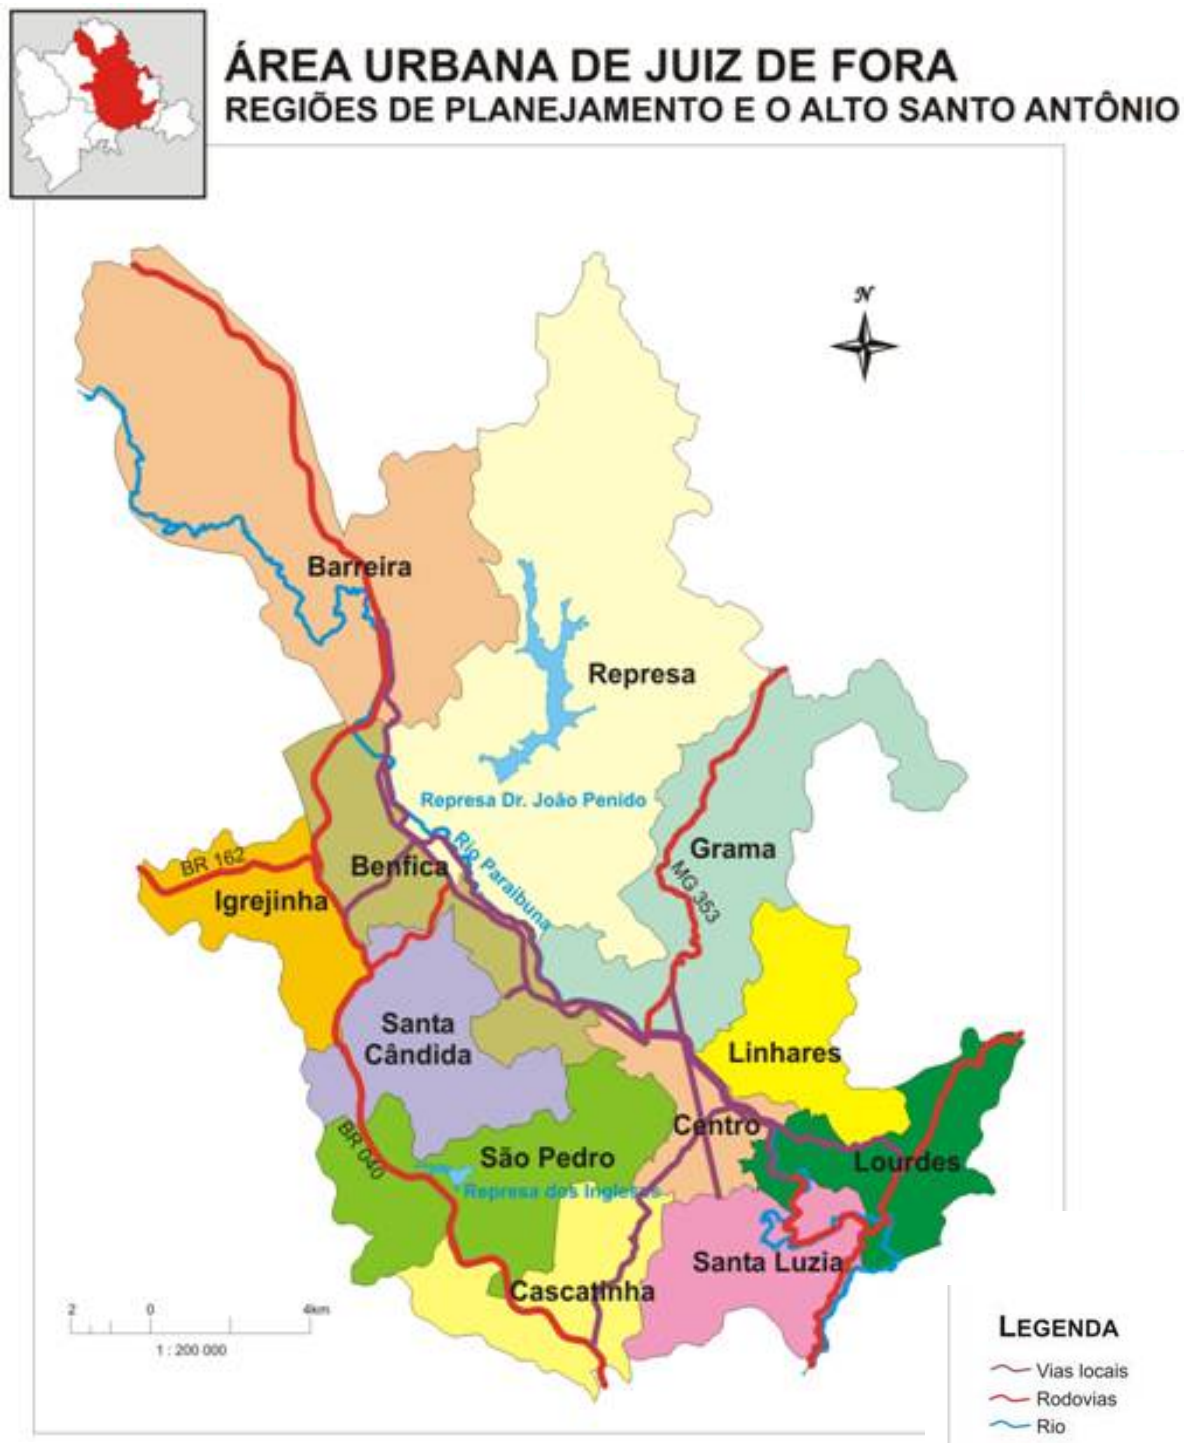 ÁREA URBANA DE JUIZ DE FORA
REGIÕES DE PLANEJAMENTO E O ALTO SANTO ANTÔNIO
N
Barreira
Represa
Represa Dr. João Penido
Grama
BR 162
Benfica
Rio Paraibuna
MG 353
Igrejinha
Santa
Cândida
Linhares
Centro
BR 040
São Pedro
Lourdes
Represa dos Ingleses
Santa Luzia
Cascatinha
2 0 4km
1 : 200 000
LEGENDA
Vias locais
Rodovias
Rio